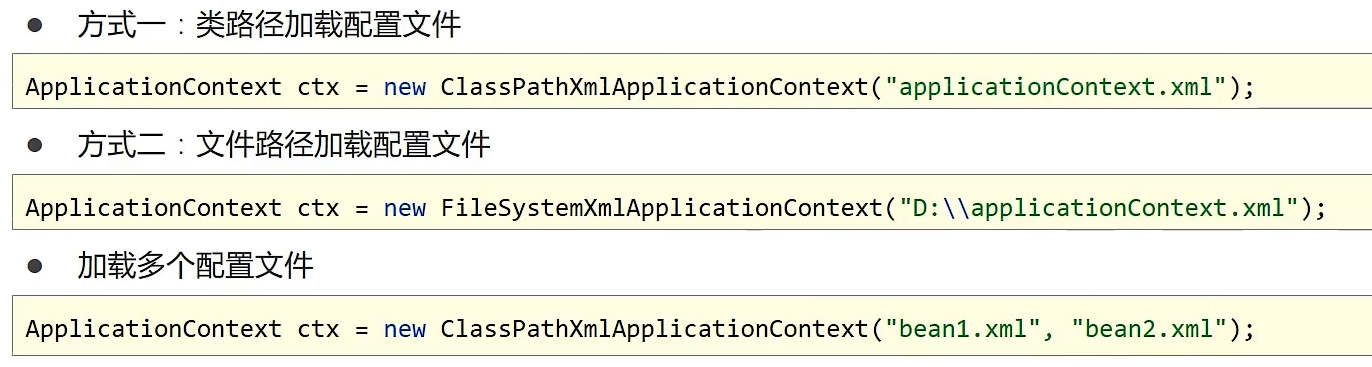 ● 方式一：类路径加载配置文件
ApplicationContext ctx = new ClassPathXmlApplicationContext("applicationContext.xml");
● 方式二：文件路径加载配置文件
ApplicationContext ctx = new FileSystemXmlApplicationContext("D:\\applicationContext.xml");
● 加载多个配置文件
ApplicationContext ctx = new ClassPathXmlApplicationContext("bean1.xml", "bean2.xml");